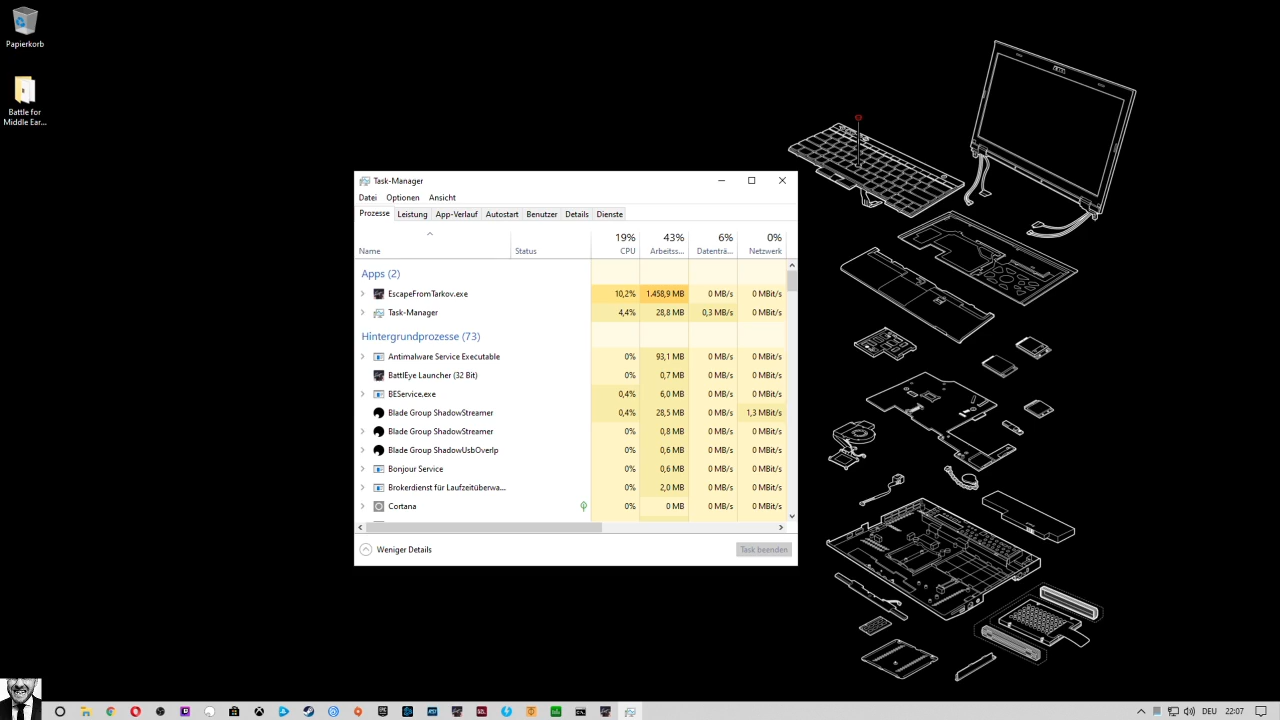 Papierkorb
Battle for
Middle Ear...
Task-Manager
Datei Optionen Ansicht
Prozesse Leistung App-Verlauf Autostart Benutzer Details Dienste
19% 43% 6% 0%
Name Status CPU Arbeitss... Datenträ... Netzwerk
Apps (2)
EscapeFromTarkov.exe 10,2% 1.458,9 MB 0 MB/s 0 MBit/s
Task-Manager 4,4% 28,8 MB 0,3 MB/s 0 MBit/s
Hintergrundprozesse (73)
Antimalware Service Executable 0% 93,1 MB 0 MB/s 0 MBit/s
BattlEye Launcher (32 Bit) 0% 0,7 MB 0 MB/s 0 MBit/s
BEService.exe 0,4% 6,0 MB 0 MB/s 0 MBit/s
Blade Group ShadowStreamer 0,4% 28,5 MB 0 MB/s 1,3 MBit/s
Blade Group ShadowStreamer 0% 0,8 MB 0 MB/s 0 MBit/s
Blade Group ShadowUsbOverIp 0% 0,6 MB 0 MB/s 0 MBit/s
Bonjour Service 0% 0,6 MB 0 MB/s 0 MBit/s
Brokerdienst für Laufzeitüberwa... 0% 2,0 MB 0 MB/s 0 MBit/s
Cortana 0% 0 MB 0 MB/s 0 MBit/s
Weniger Details
Task beenden
DEU 22:07